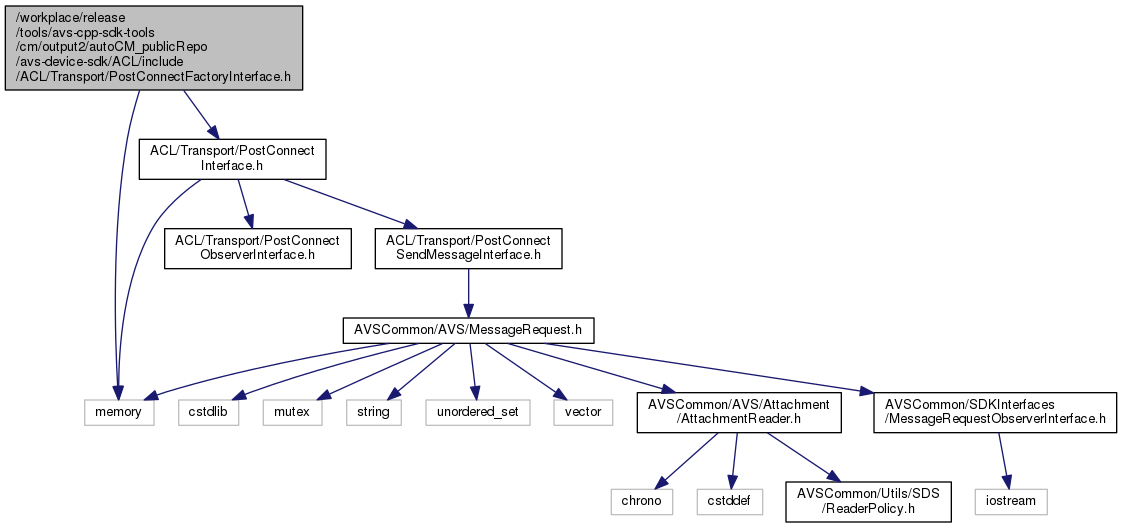 /workplace/release
/tools/avs-cpp-sdk-tools
/cm/output2/autoCM_publicRepo
/avs-device-sdk/ACL/include
/ACL/Transport/PostConnectFactoryInterface.h
ACL/Transport/PostConnect
Interface.h
ACL/Transport/PostConnect
ObserverInterface.h
ACL/Transport/PostConnect
SendMessageInterface.h
AVSCommon/AVS/MessageRequest.h
memory
cstdlib
mutex
string
unordered_set
vector
AVSCommon/AVS/Attachment
/AttachmentReader.h
AVSCommon/SDKInterfaces
/MessageRequestObserverInterface.h
chrono
cstddef
AVSCommon/Utils/SDS
/ReaderPolicy.h
iostream